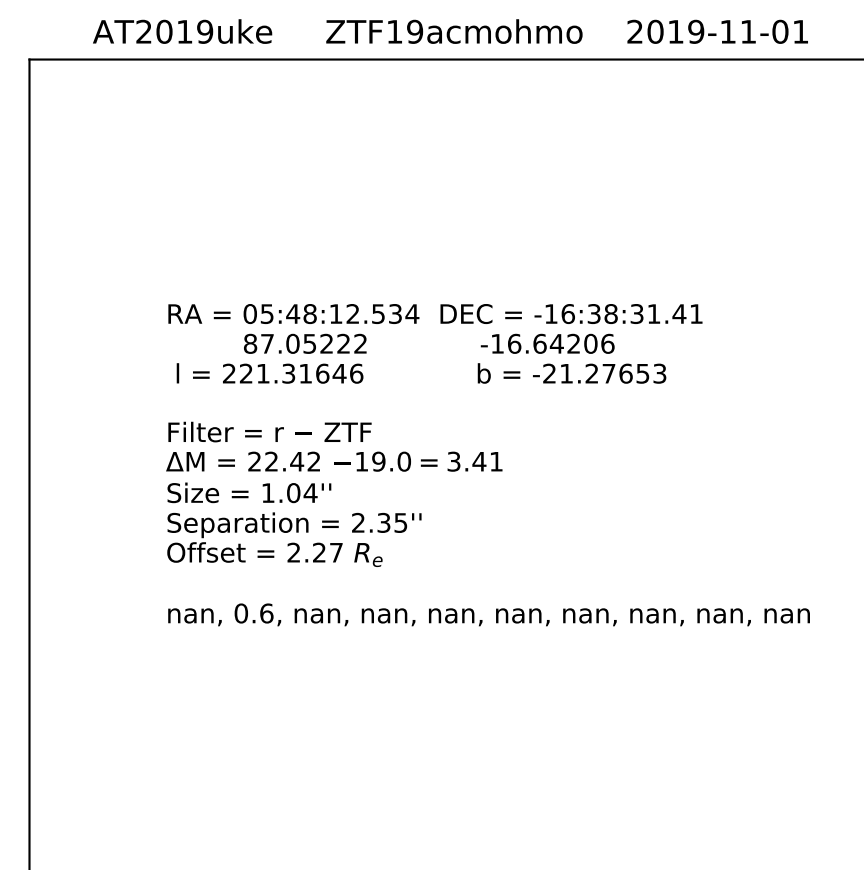 AT2019uke ZTF19acmohmo 2019-11-01
RA = 05:48:12.534 DEC = -16:38:31.41
87.05222 -16.64206
l = 221.31646 b = -21.27653
Filter = r − ZTF
ΔM = 22.42 −19.0 = 3.41
Size = 1.04''
Separation = 2.35''
Offset = 2.27 Rₑ
nan, 0.6, nan, nan, nan, nan, nan, nan, nan, nan